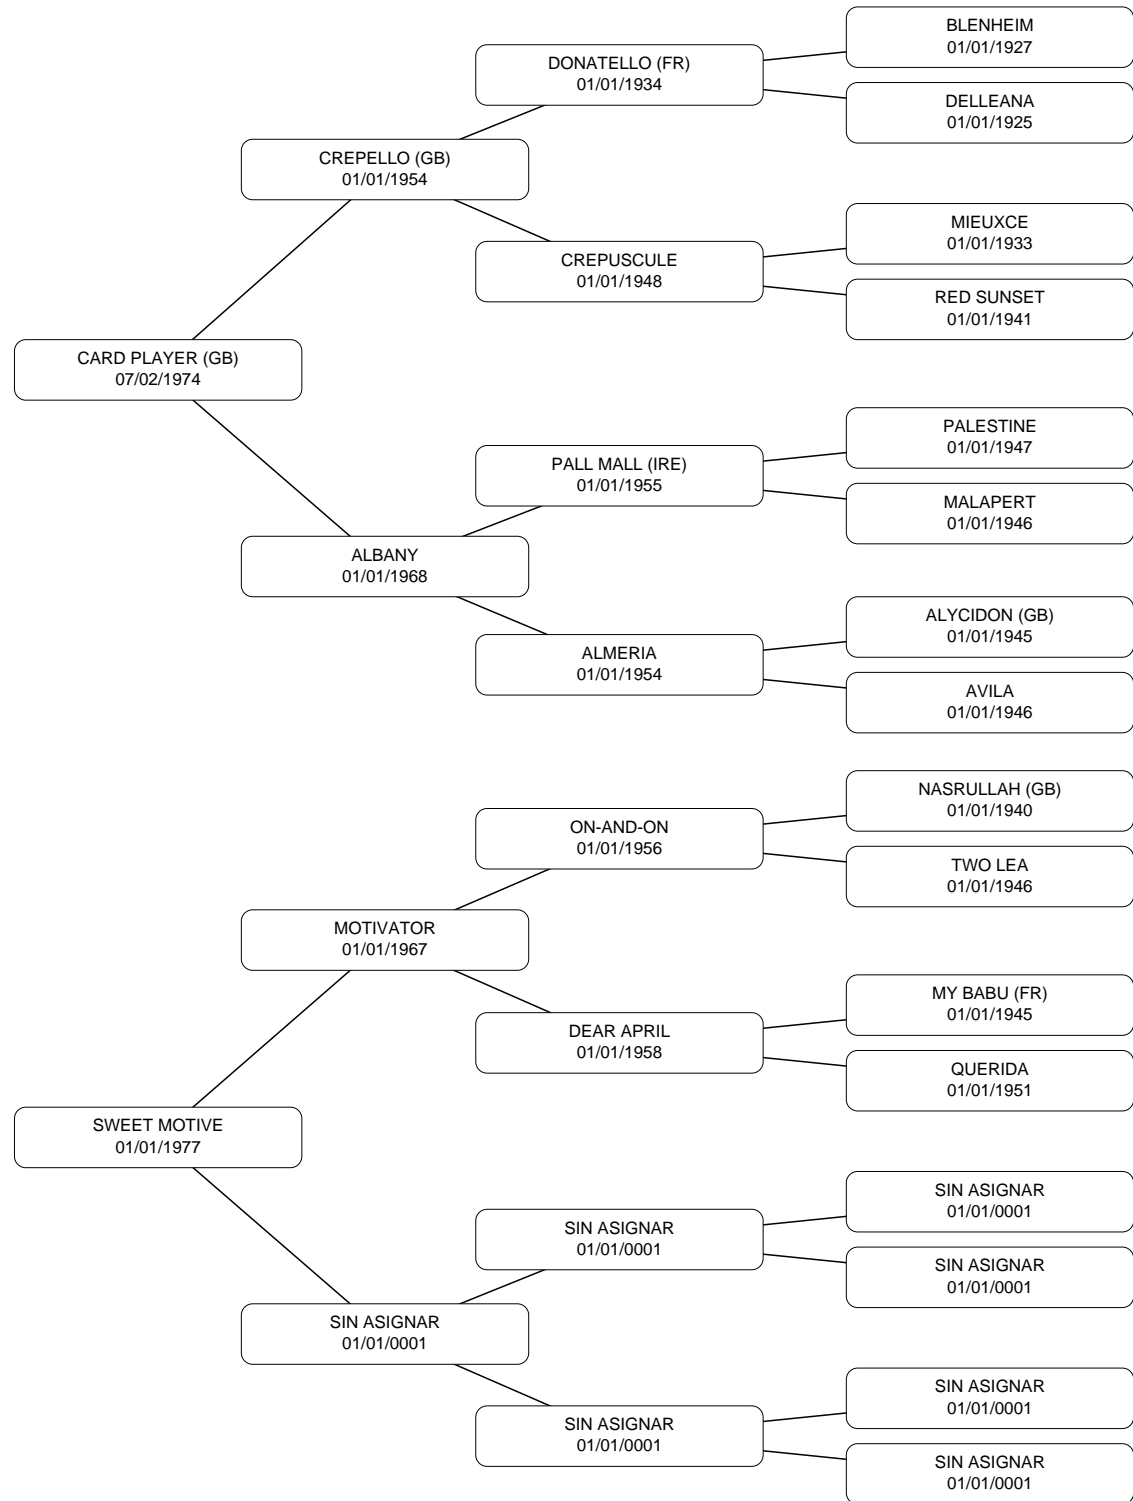 BLENHEIM
01/01/1927
DONATELLO (FR)
01/01/1934
DELLEANA
01/01/1925
CREPELLO (GB)
01/01/1954
MIEUXCE
01/01/1933
CREPUSCULE
01/01/1948
RED SUNSET
01/01/1941
CARD PLAYER (GB)
07/02/1974
PALESTINE
01/01/1947
PALL MALL (IRE)
01/01/1955
MALAPERT
01/01/1946
ALBANY
01/01/1968
ALYCIDON (GB)
01/01/1945
ALMERIA
01/01/1954
AVILA
01/01/1946
NASRULLAH (GB)
01/01/1940
ON-AND-ON
01/01/1956
TWO LEA
01/01/1946
MOTIVATOR
01/01/1967
MY BABU (FR)
01/01/1945
DEAR APRIL
01/01/1958
QUERIDA
01/01/1951
SWEET MOTIVE
01/01/1977
SIN ASIGNAR
01/01/0001
SIN ASIGNAR
01/01/0001
SIN ASIGNAR
01/01/0001
SIN ASIGNAR
01/01/0001
SIN ASIGNAR
01/01/0001
SIN ASIGNAR
01/01/0001
SIN ASIGNAR
01/01/0001